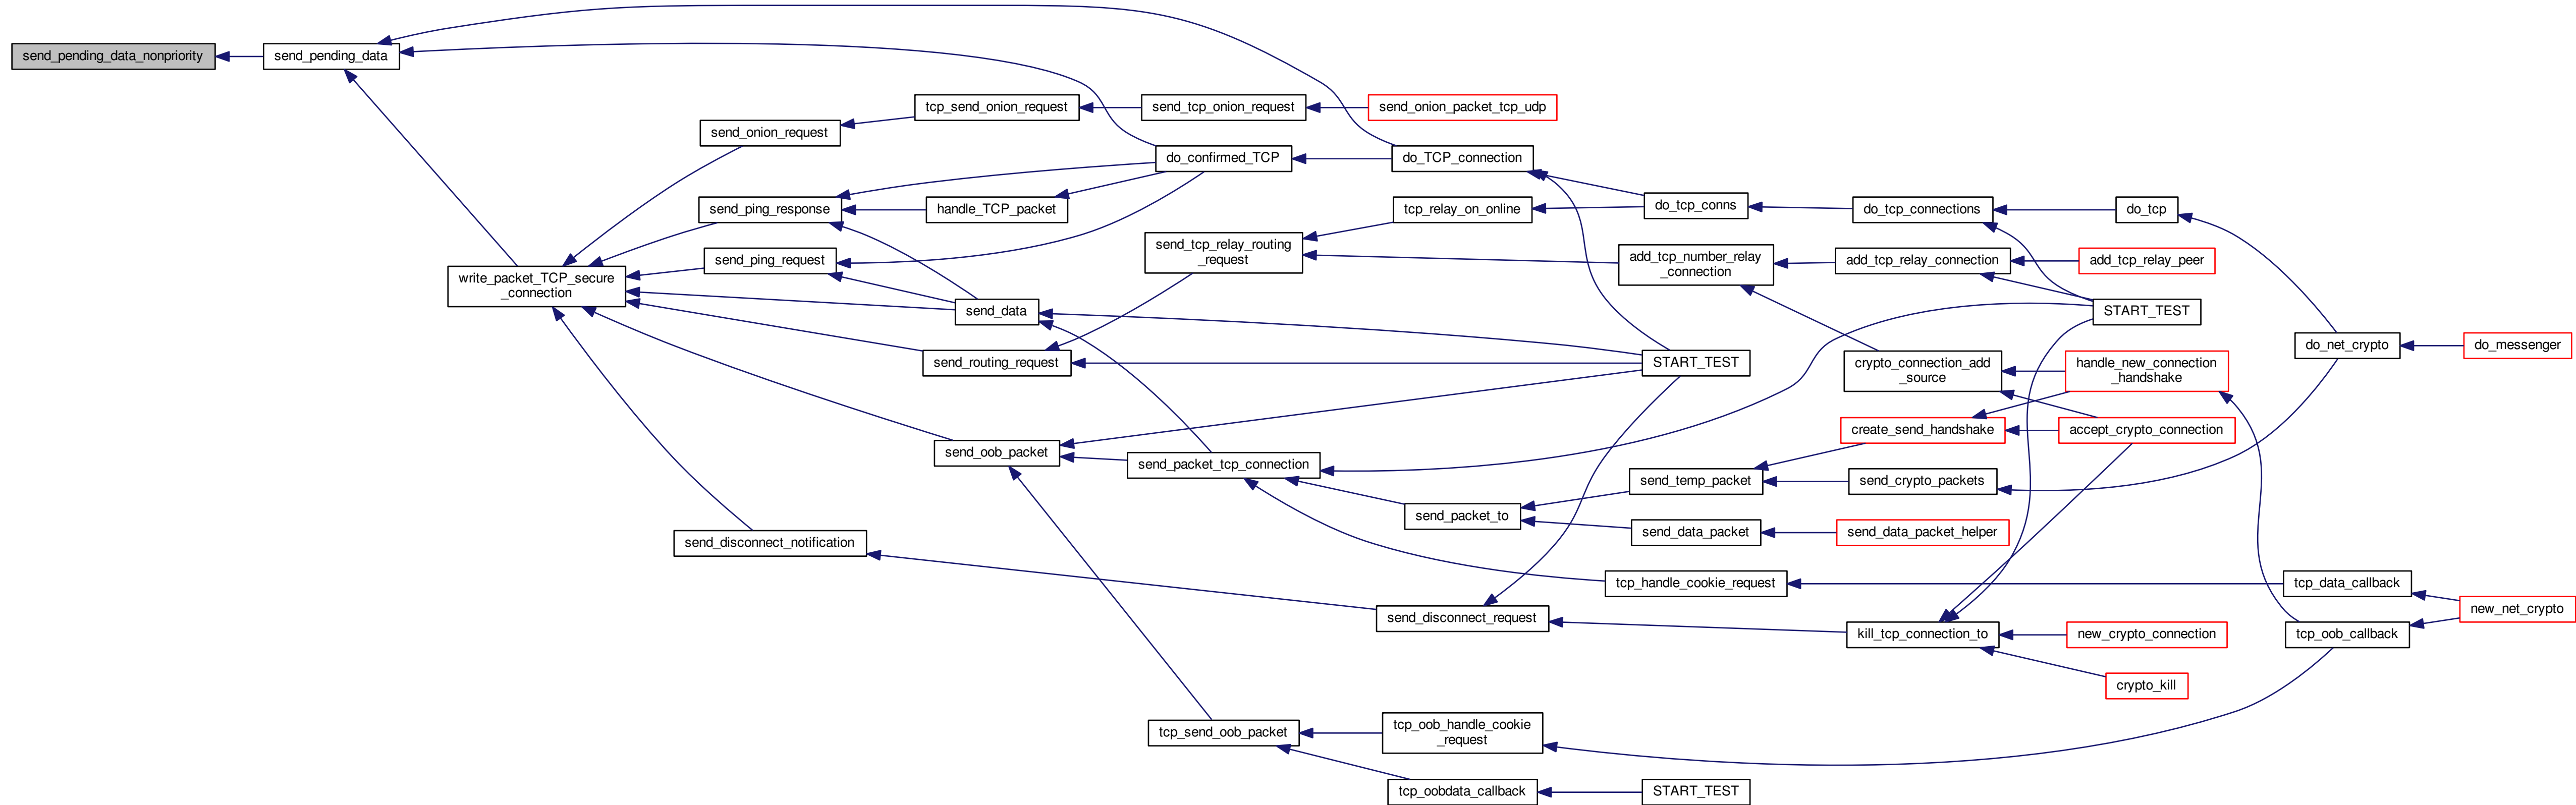 send_pending_data_nonpriority
send_pending_data
tcp_send_onion_request
send_tcp_onion_request
send_onion_packet_tcp_udp
send_onion_request
do_confirmed_TCP
do_TCP_connection
send_ping_response
handle_TCP_packet
tcp_relay_on_online
do_tcp_conns
do_tcp_connections
do_tcp
send_tcp_relay_routing
_request
send_ping_request
add_tcp_number_relay
_connection
add_tcp_relay_connection
add_tcp_relay_peer
write_packet_TCP_secure
_connection
send_data
START_TEST
do_net_crypto
do_messenger
send_routing_request
START_TEST
crypto_connection_add
_source
handle_new_connection
_handshake
create_send_handshake
accept_crypto_connection
send_oob_packet
send_packet_tcp_connection
send_temp_packet
send_crypto_packets
send_packet_to
send_data_packet
send_data_packet_helper
send_disconnect_notification
tcp_handle_cookie_request
tcp_data_callback
new_net_crypto
send_disconnect_request
kill_tcp_connection_to
new_crypto_connection
tcp_oob_callback
crypto_kill
tcp_send_oob_packet
tcp_oob_handle_cookie
_request
tcp_oobdata_callback
START_TEST